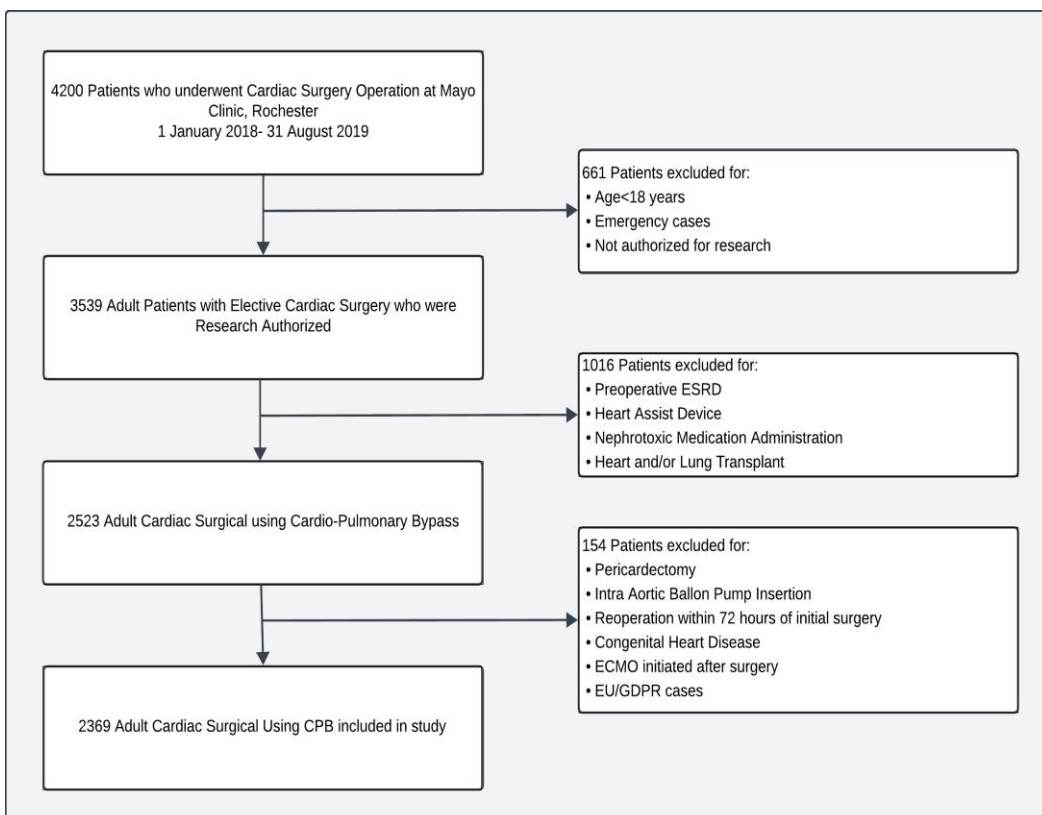 4200 Patients who underwent Cardiac Surgery Operation at Mayo
Clinic, Rochester
1 January 2018- 31 August 2019
661 Patients excluded for:
• Age<18 years
• Emergency cases
• Not authorized for research
3539 Adult Patients with Elective Cardiac Surgery who were
Research Authorized
1016 Patients excluded for:
• Preoperative ESRD
• Heart Assist Device
• Nephrotoxic Medication Administration
• Heart and/or Lung Transplant
2523 Adult Cardiac Surgical using Cardio-Pulmonary Bypass
154 Patients excluded for:
• Pericardectomy
• Intra Aortic Ballon Pump Insertion
• Reoperation within 72 hours of initial surgery
• Congenital Heart Disease
• ECMO initiated after surgery
• EU/GDPR cases
2369 Adult Cardiac Surgical Using CPB included in study